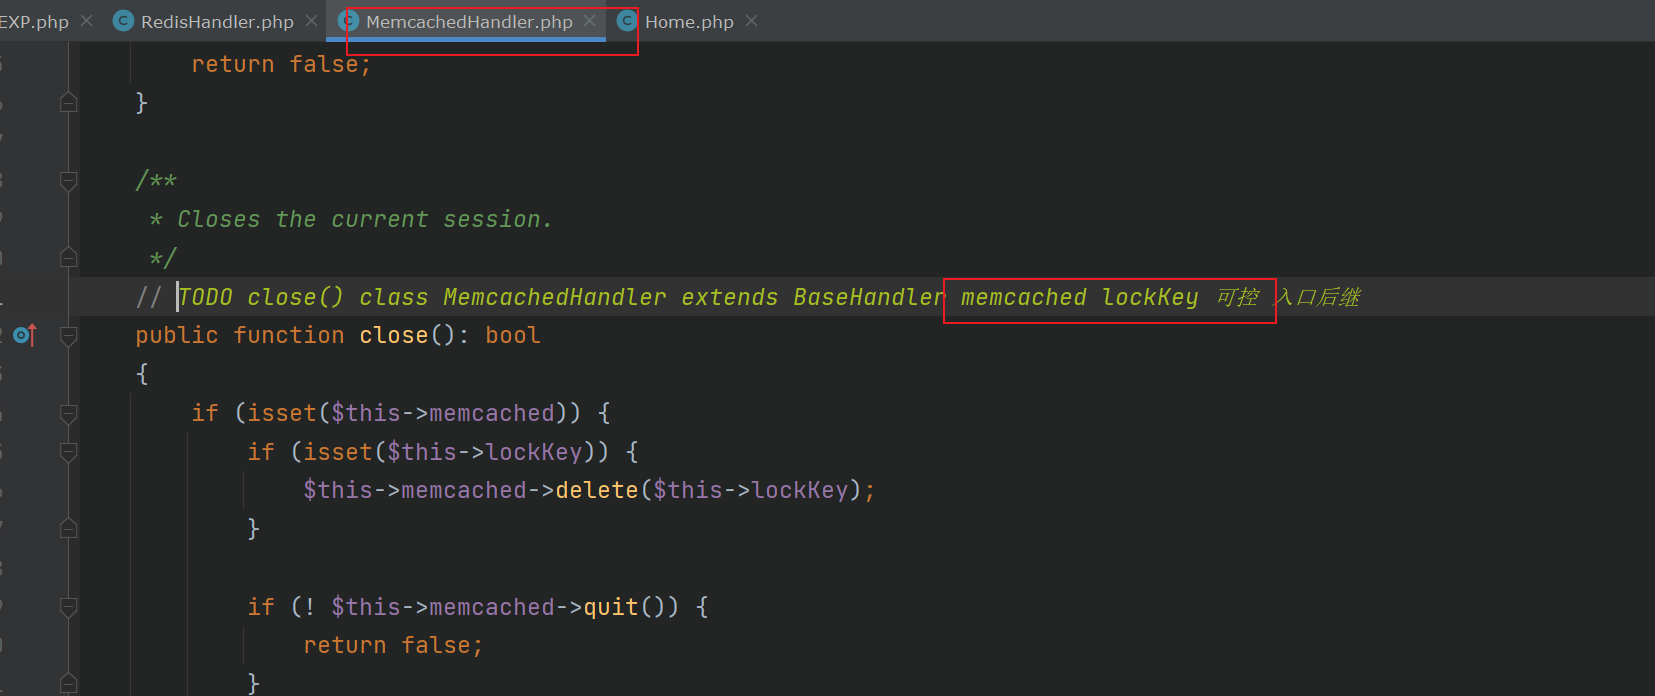 EXP.php RedisHandler.php MemcachedHandler.php Home.php
return false;
}
/**
* Closes the current session.
*/
// TODO close() class MemcachedHandler extends BaseHandler memcached lockKey 可控 入口后继
public function close(): bool
{
if (isset($this->memcached)) {
if (isset($this->lockKey)) {
$this->memcached->delete($this->lockKey);
}
if (! $this->memcached->quit()) {
return false;
}